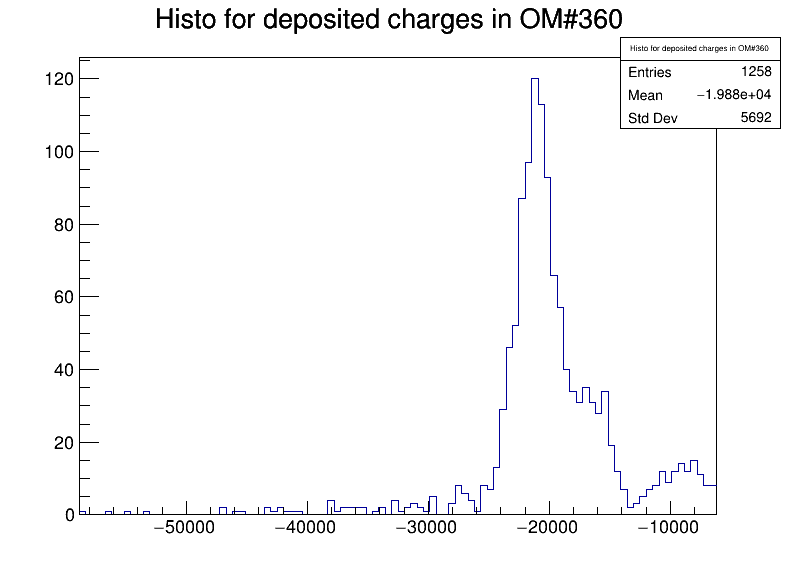 Histo for deposited charges in OM#360
Histo for deposited charges in OM#360
Entries 1258
Mean −1.988e+04
Std Dev 5692
120
100
80
60
40
20
0
−50000 −40000 −30000 −20000 −10000